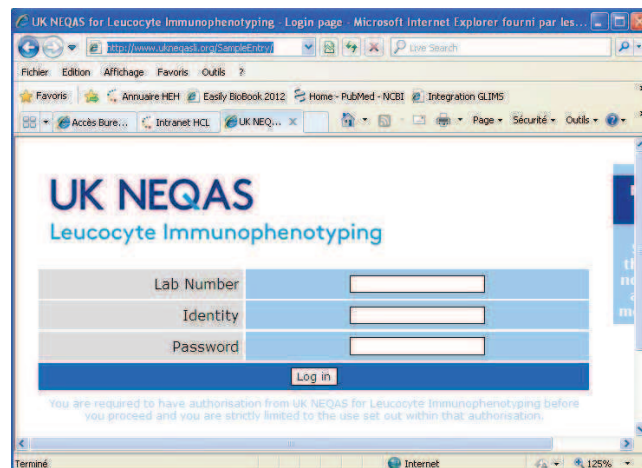 UK NEQAS for Leucocyte Immunophenotyping - Login page - Microsoft Internet Explorer fourni par les...
http://www.ukneqasli.org/SampleEntry/
Live Search
Fichier Edition Affichage Favoris Outils ?
Favoris Annuaire HEH Easily BioBook 2012 Home - PubMed - NCBI Integration GLIMS
Accès Bure... Intranet HCL UK NEQ... Page Sécurité Outils
UK NEQAS
Leucocyte Immunophenotyping
Lab Number
Identity
Password
Log in
You are required to have authorisation from UK NEQAS for Leucocyte Immunophenotyping before
you proceed and you are strictly limited to the use set out within that authorisation.
Terminé Internet 125%